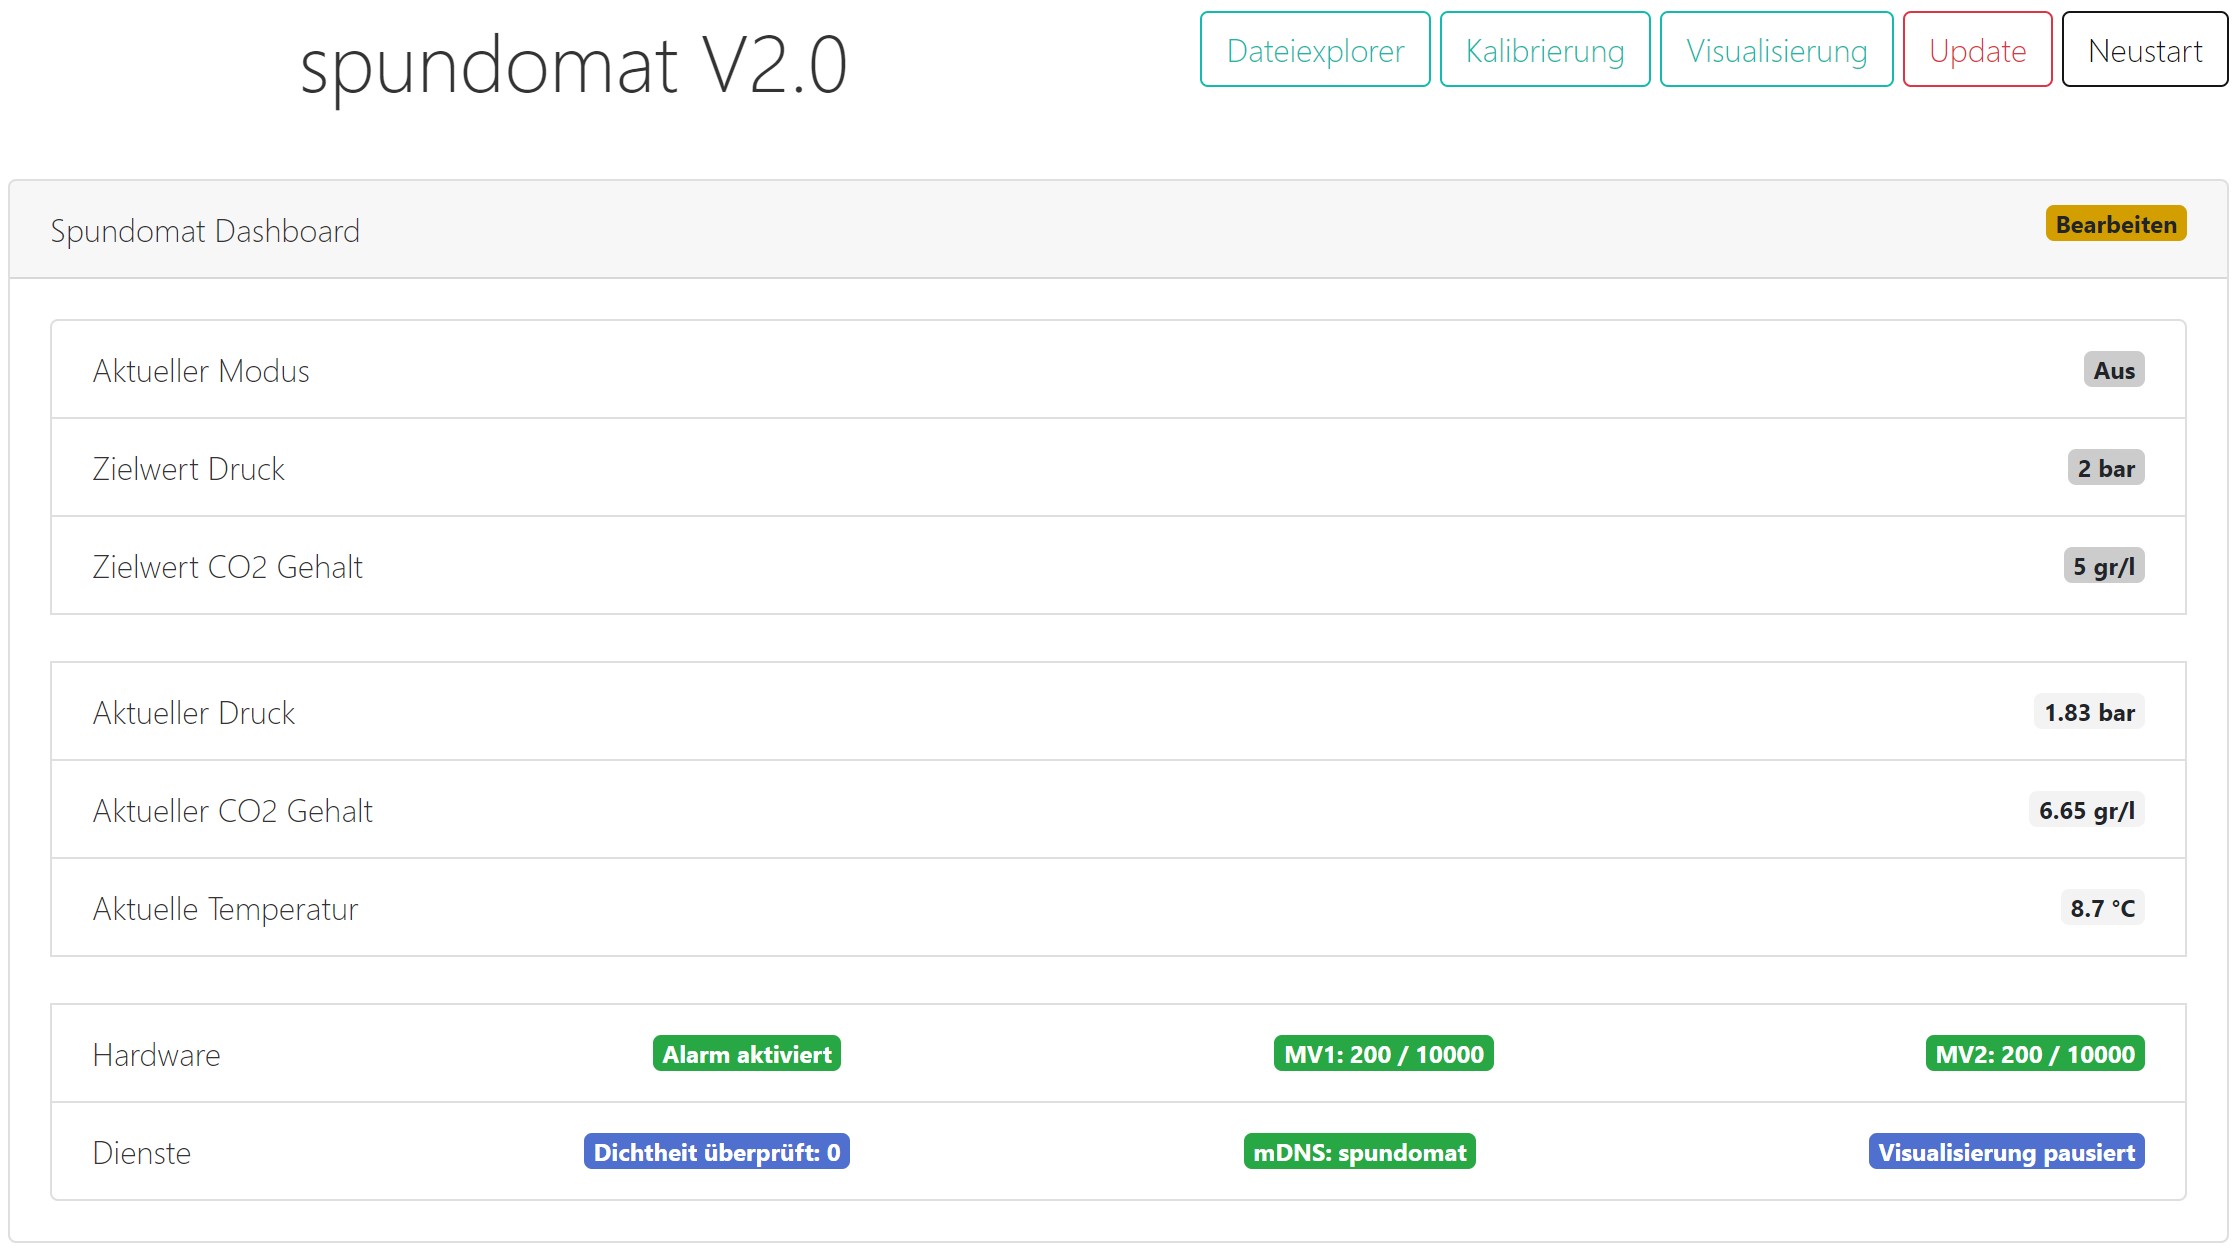 spundomat V2.0
Dateiexplorer Kalibrierung Visualisierung Update Neustart
Spundomat Dashboard Bearbeiten
Aktueller Modus Aus
Zielwert Druck 2 bar
Zielwert CO2 Gehalt 5 gr/l
Aktueller Druck 1.83 bar
Aktueller CO2 Gehalt 6.65 gr/l
Aktuelle Temperatur 8.7 °C
Hardware Alarm aktiviert MV1: 200 / 10000 MV2: 200 / 10000
Dienste Dichtheit überprüft: 0 mDNS: spundomat Visualisierung pausiert